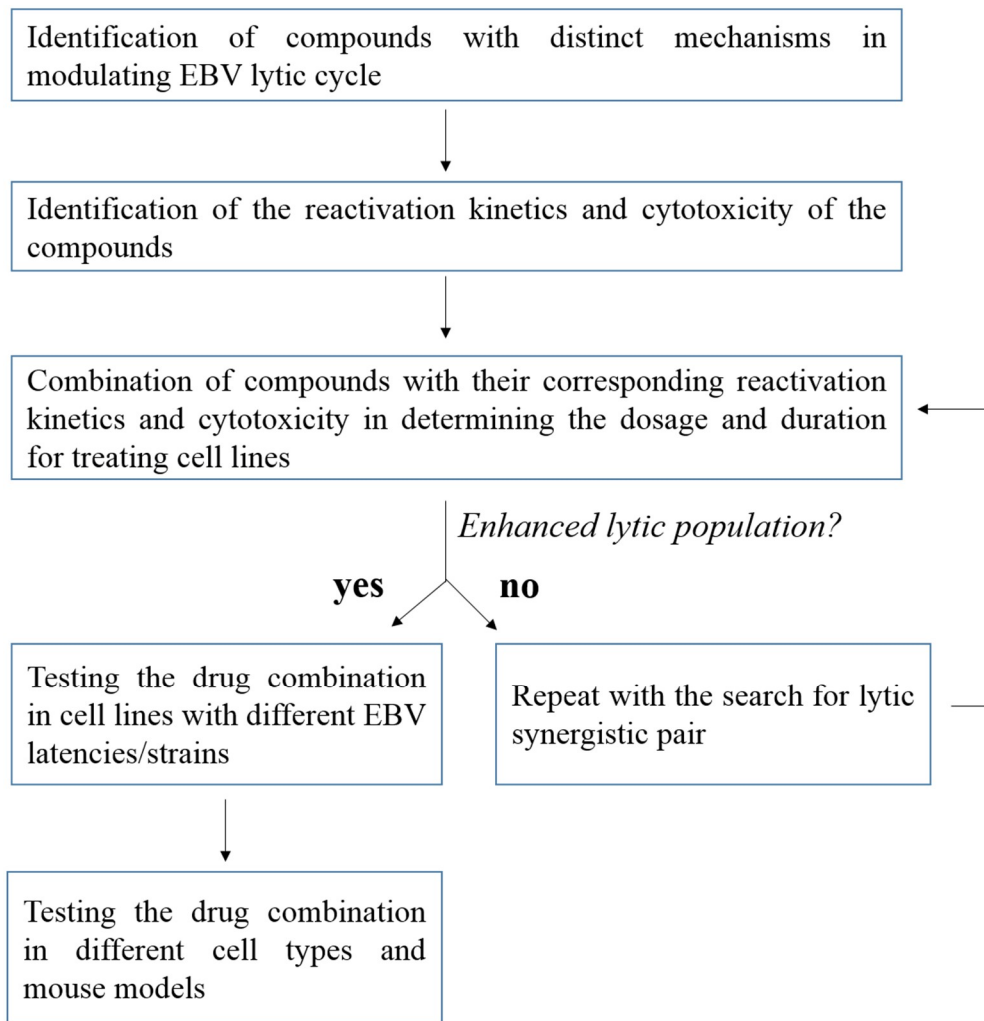 Identification of compounds with distinct mechanisms in
modulating EBV lytic cycle
Identification of the reactivation kinetics and cytotoxicity of the
compounds
Combination of compounds with their corresponding reactivation
kinetics and cytotoxicity in determining the dosage and duration
for treating cell lines
Enhanced lytic population?
yes
no
Testing the drug combination
in cell lines with different EBV
latencies/strains
Repeat with the search for lytic
synergistic pair
Testing the drug combination
in different cell types and
mouse models